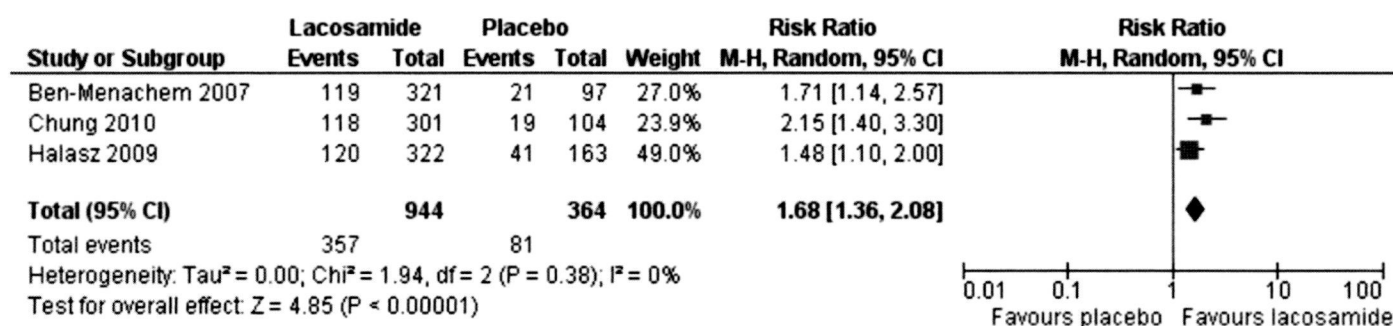 Lacosamide Placebo Risk Ratio Risk Ratio
Study or Subgroup Events Total Events Total Weight M-H, Random, 95% CI M-H, Random, 95% CI
Ben-Menachem 2007 119 321 21 97 27.0% 1.71 [1.14, 2.57]
Chung 2010 118 301 19 104 23.9% 2.15 [1.40, 3.30]
Halasz 2009 120 322 41 163 49.0% 1.48 [1.10, 2.00]
Total (95% CI) 944 364 100.0% 1.68 [1.36, 2.08]
Total events 357 81
Heterogeneity: Tau² = 0.00; Chi² = 1.94, df = 2 (P = 0.38); I² = 0%
Test for overall effect: Z = 4.85 (P < 0.00001)
0.01 0.1 1 10 100
Favours placebo Favours lacosamide